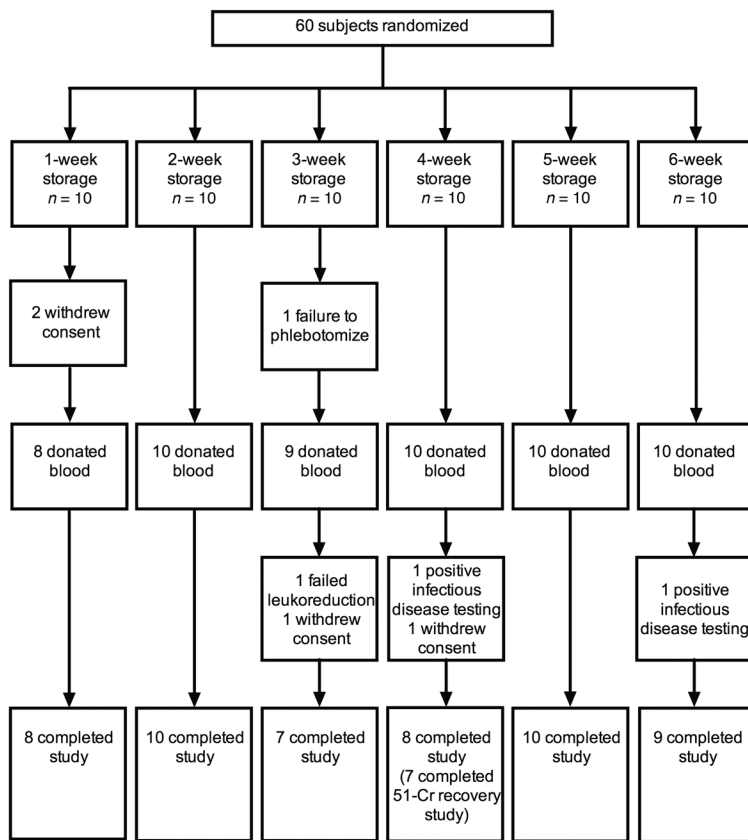 60 subjects randomized
1-week
storage
n = 10
2-week
storage
n = 10
3-week
storage
n = 10
4-week
storage
n = 10
5-week
storage
n = 10
6-week
storage
n = 10
2 withdrew
consent
1 failure to
phlebotomize
8 donated
blood
10 donated
blood
9 donated
blood
10 donated
blood
10 donated
blood
10 donated
blood
1 failed
leukoreduction
1 withdrew
consent
1 positive
infectious
disease testing
1 withdrew
consent
1 positive
infectious
disease testing
8 completed
study
10 completed
study
7 completed
study
8 completed
study
(7 completed
51-Cr recovery
study)
10 completed
study
9 completed
study